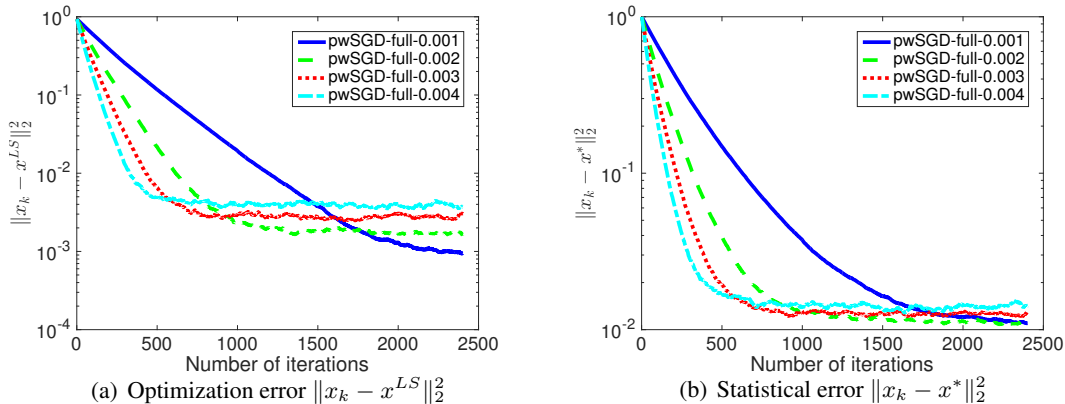 10^0
10^{-1}
10^{-2}
10^{-3}
10^{-4}
‖x_k − x^{LS}‖_2^2
pwSGD-full-0.001
pwSGD-full-0.002
pwSGD-full-0.003
pwSGD-full-0.004
0 500 1000 1500 2000 2500
Number of iterations
(a) Optimization error ‖x_k − x^{LS}‖_2^2
10^0
10^{-1}
10^{-2}
‖x_k − x^*‖_2^2
pwSGD-full-0.001
pwSGD-full-0.002
pwSGD-full-0.003
pwSGD-full-0.004
0 500 1000 1500 2000 2500
Number of iterations
(b) Statistical error ‖x_k − x^*‖_2^2